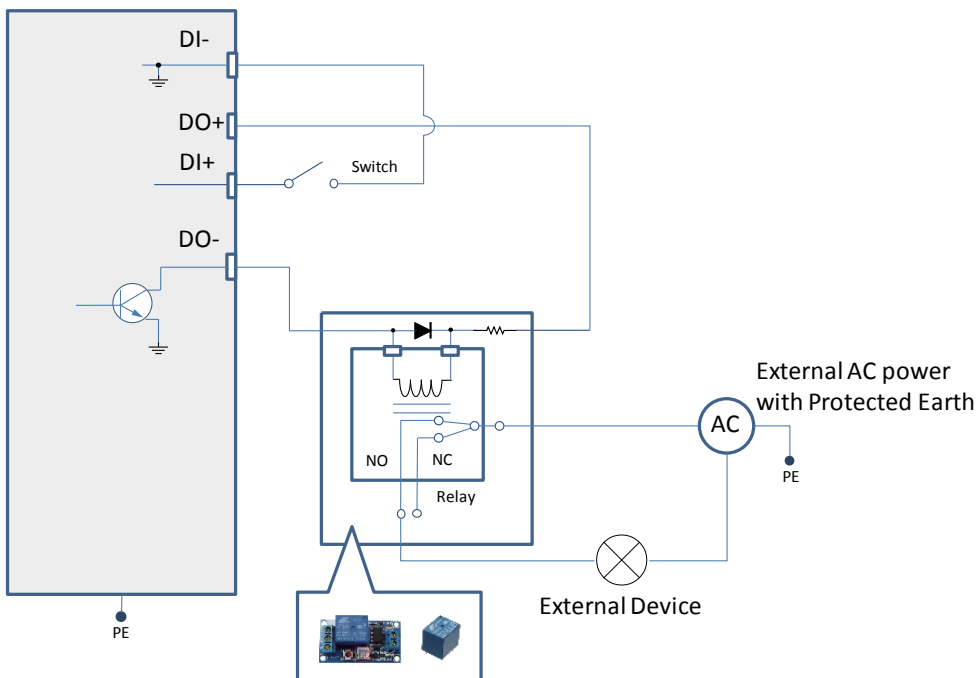 DI-
DO+
DI+
Switch
DO-
External AC power
with Protected Earth
AC
NO
NC
PE
Relay
External Device
PE